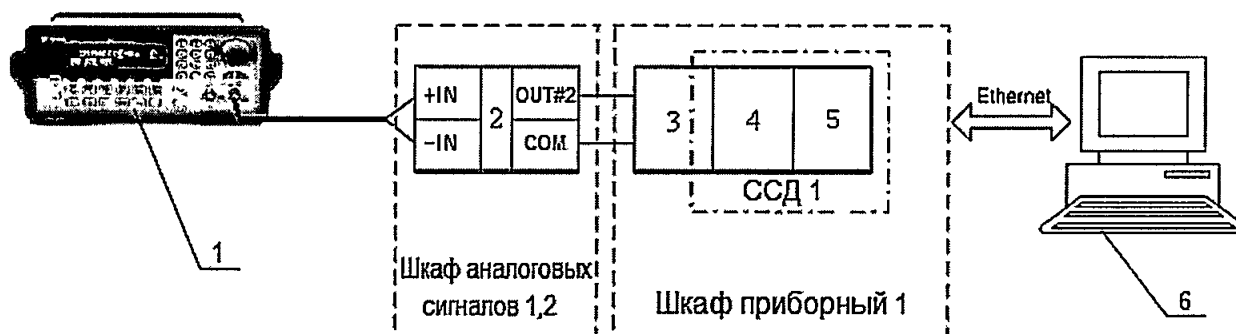 +IN
−IN
2
OUT#2
COM
3
4
5
ССД 1
Ethernet
1
Шкаф аналоговых
сигналов 1,2
Шкаф приборный 1
6